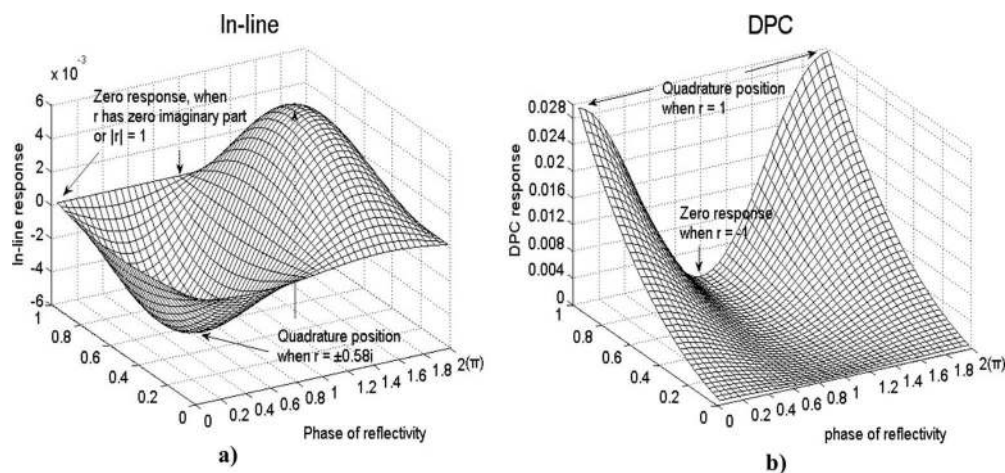 In-line
x 10⁻³
Zero response, when
r has zero imaginary part
or |r| = 1
In-line response
6
4
2
0
-2
-4
-6
1
0.8
0.6
0.4
0.2
0
0
0.2
0.4
0.6
0.8
1
1.2
1.4
1.6
1.8
2(π)
Quadrature position
when r = ±0.58i
Phase of reflectivity
a)
DPC
Quadrature position
when r = 1
Zero response
when r = -1
DPC response
0.028
0.024
0.02
0.016
0.012
0.008
0.004
0
1
0.8
0.6
0.4
0.2
0
0
0.2
0.4
0.6
0.8
1
1.2
1.4
1.6
1.8
2(π)
phase of reflectivity
b)